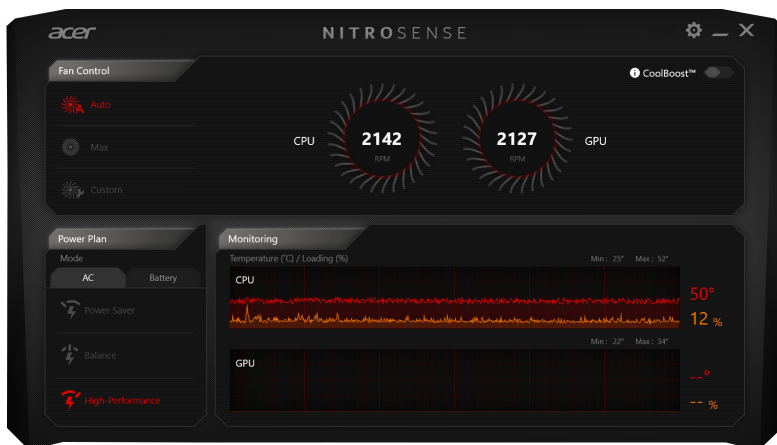 acer
NITROSENSE
Fan Control
CoolBoost™
Auto
Max
Custom
CPU
2142
RPM
2127
RPM
GPU
Power Plan
Mode
AC
Battery
Power Saver
Balance
High-Performance
Monitoring
Temperature (°C) / Loading (%)
Min : 25° Max : 52°
CPU
50°
12 %
Min : 22° Max : 34°
GPU
--°
-- %